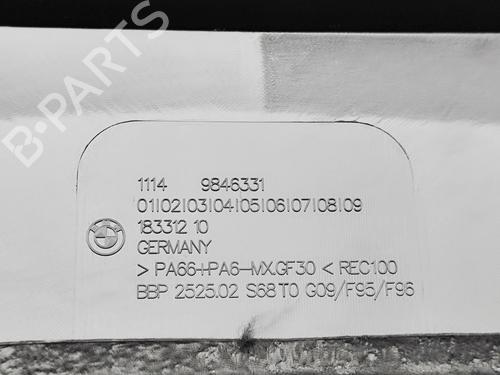 B-PARTS
1114 9846331
01|02|03|04|05|06|07|08|09
183312 10
GERMANY
> PA66+PA6-MX.GF30 < REC100
BBP 2525.02 S68T0 G09/F95/F96